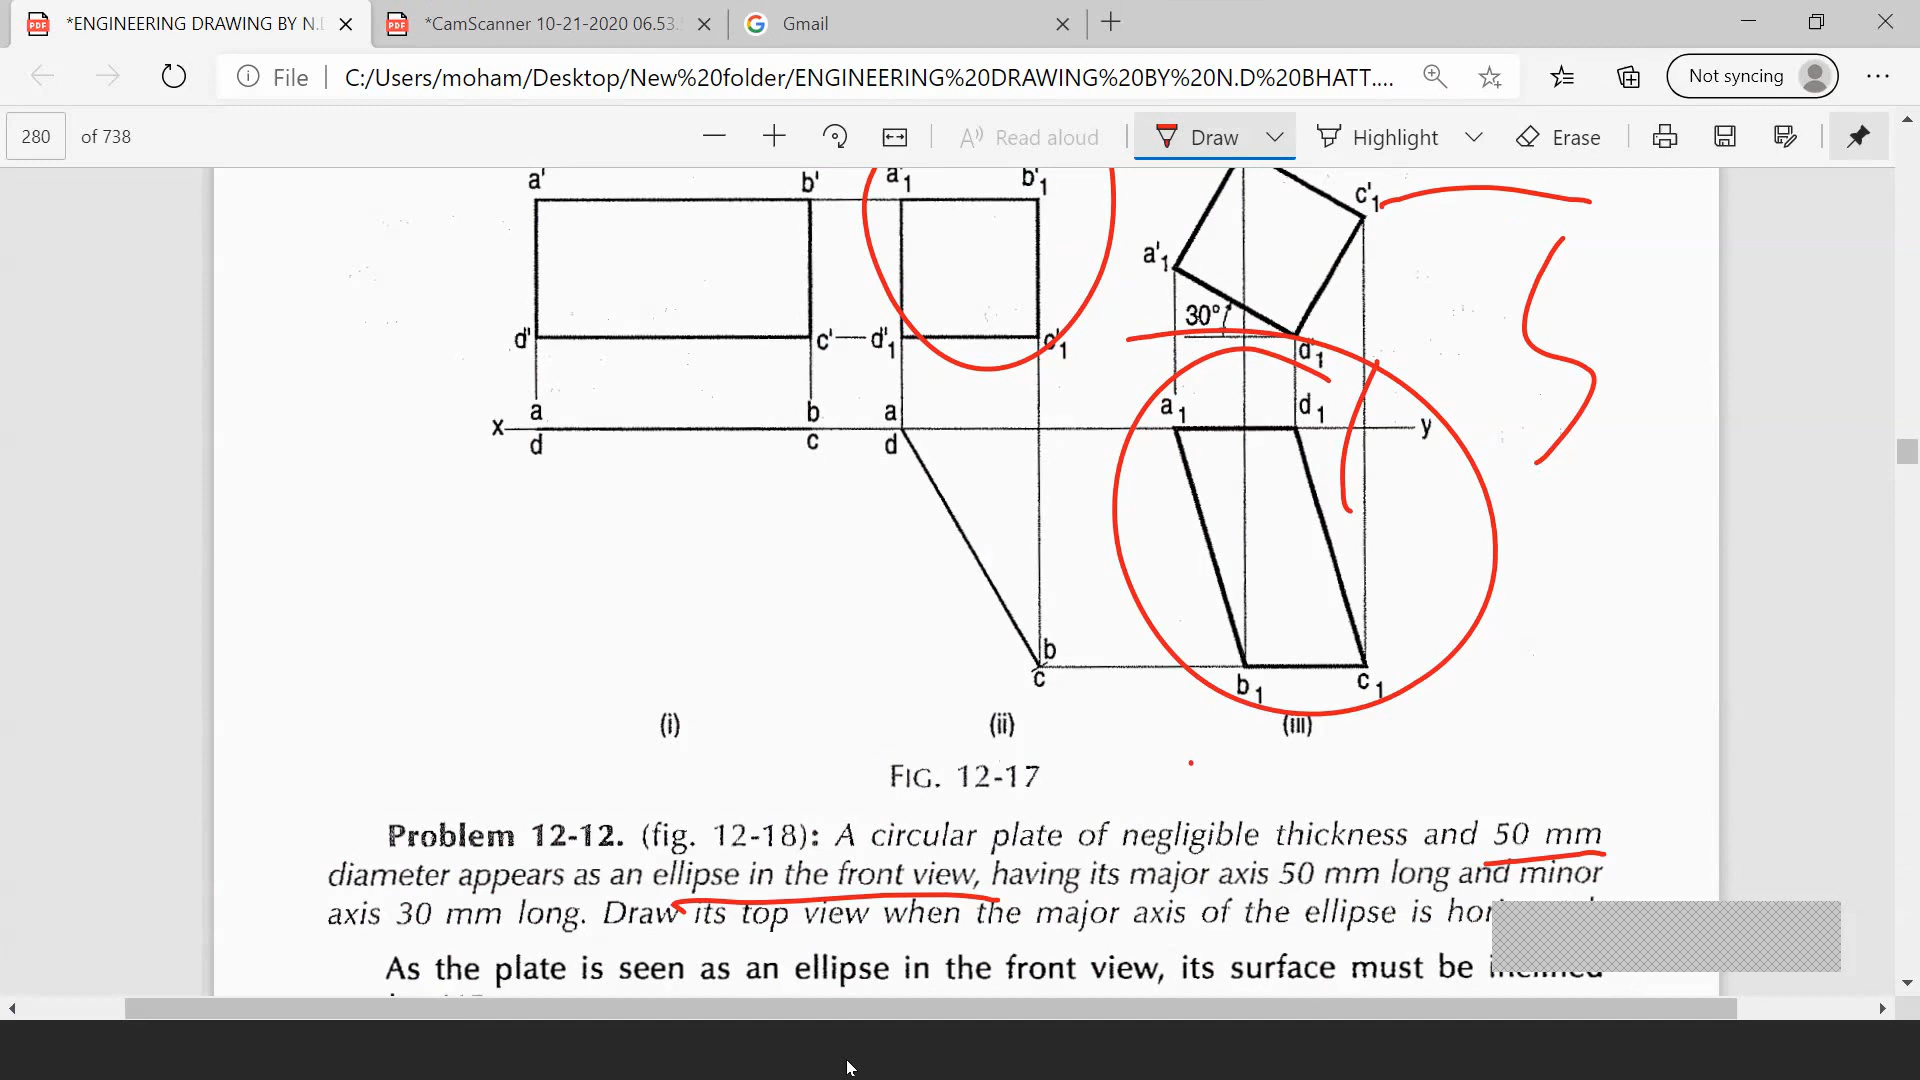 *ENGINEERING DRAWING BY N.D
*CamScanner 10-21-2020 06.53.
Gmail
File
C:/Users/moham/Desktop/New%20folder/ENGINEERING%20DRAWING%20BY%20N.D%20BHATT....
Not syncing
280 of 738
Read aloud
Draw
Highlight
Erase
a' b' a'1 b'1 c'1
a'1
30°
d' c' d'1 c'1 d'1
a b a a1 d1
x y
d c d
b
c b1 c1
(i) (ii) (iii)
FIG. 12-17
Problem 12-12. (fig. 12-18): A circular plate of negligible thickness and 50 mm
diameter appears as an ellipse in the front view, having its major axis 50 mm long and minor
axis 30 mm long. Draw its top view when the major axis of the ellipse is
As the plate is seen as an ellipse in the front view, its surface must be inclined